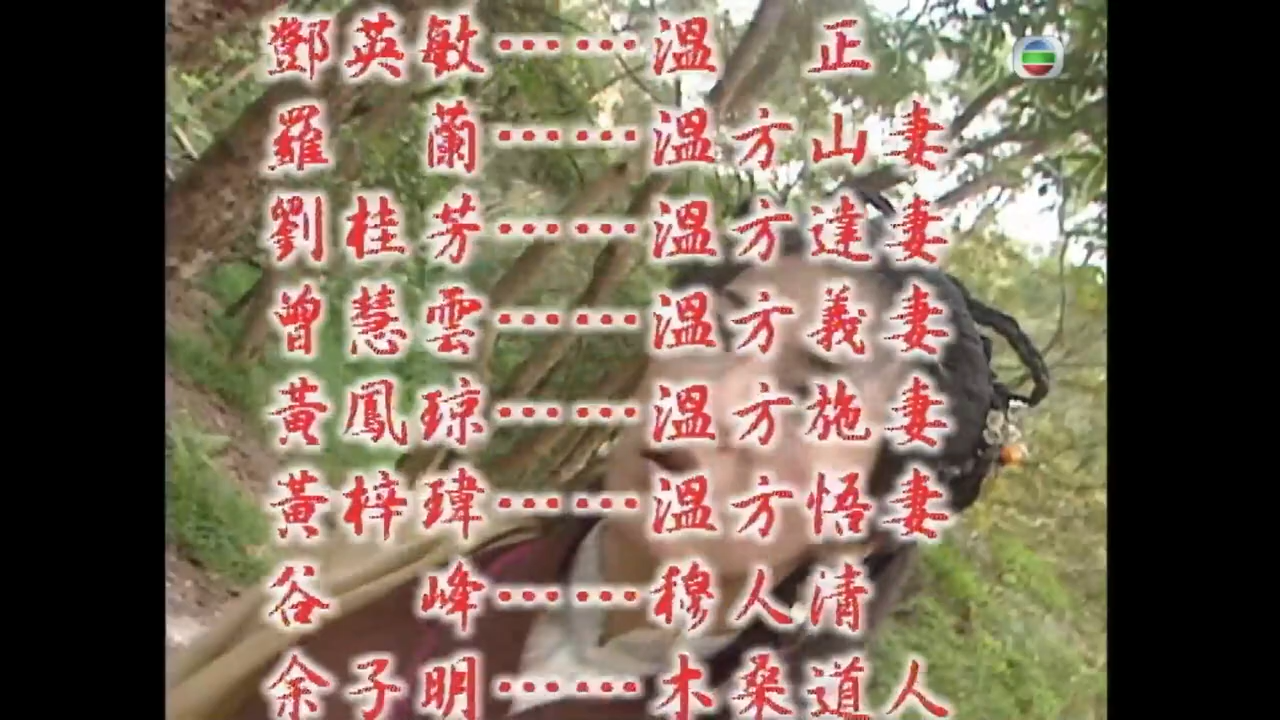 鄧英敏⋯⋯溫　正
羅　蘭⋯⋯溫方山妻
劉桂芳⋯⋯溫方達妻
曾慧雲⋯⋯溫方義妻
黃鳳琼⋯⋯溫方施妻
黃梓瑋⋯⋯溫方悟妻
谷　峰⋯⋯穆人清
余子明⋯⋯木桑道人